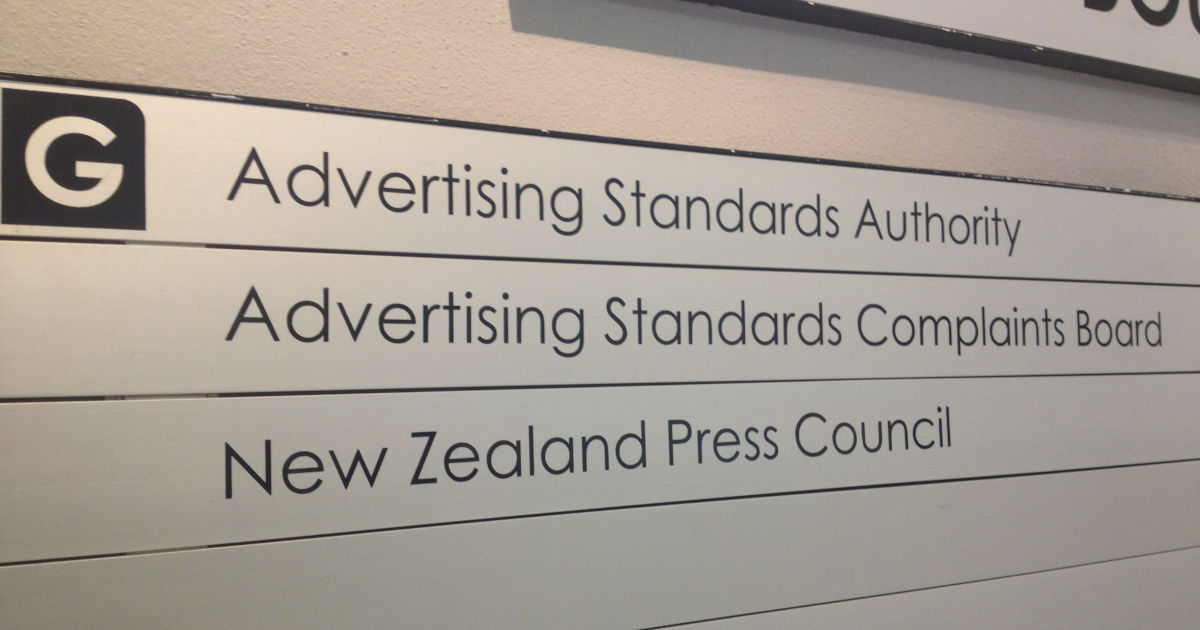 G
Advertising Standards Authority
Advertising Standards Complaints Board
New Zealand Press Council